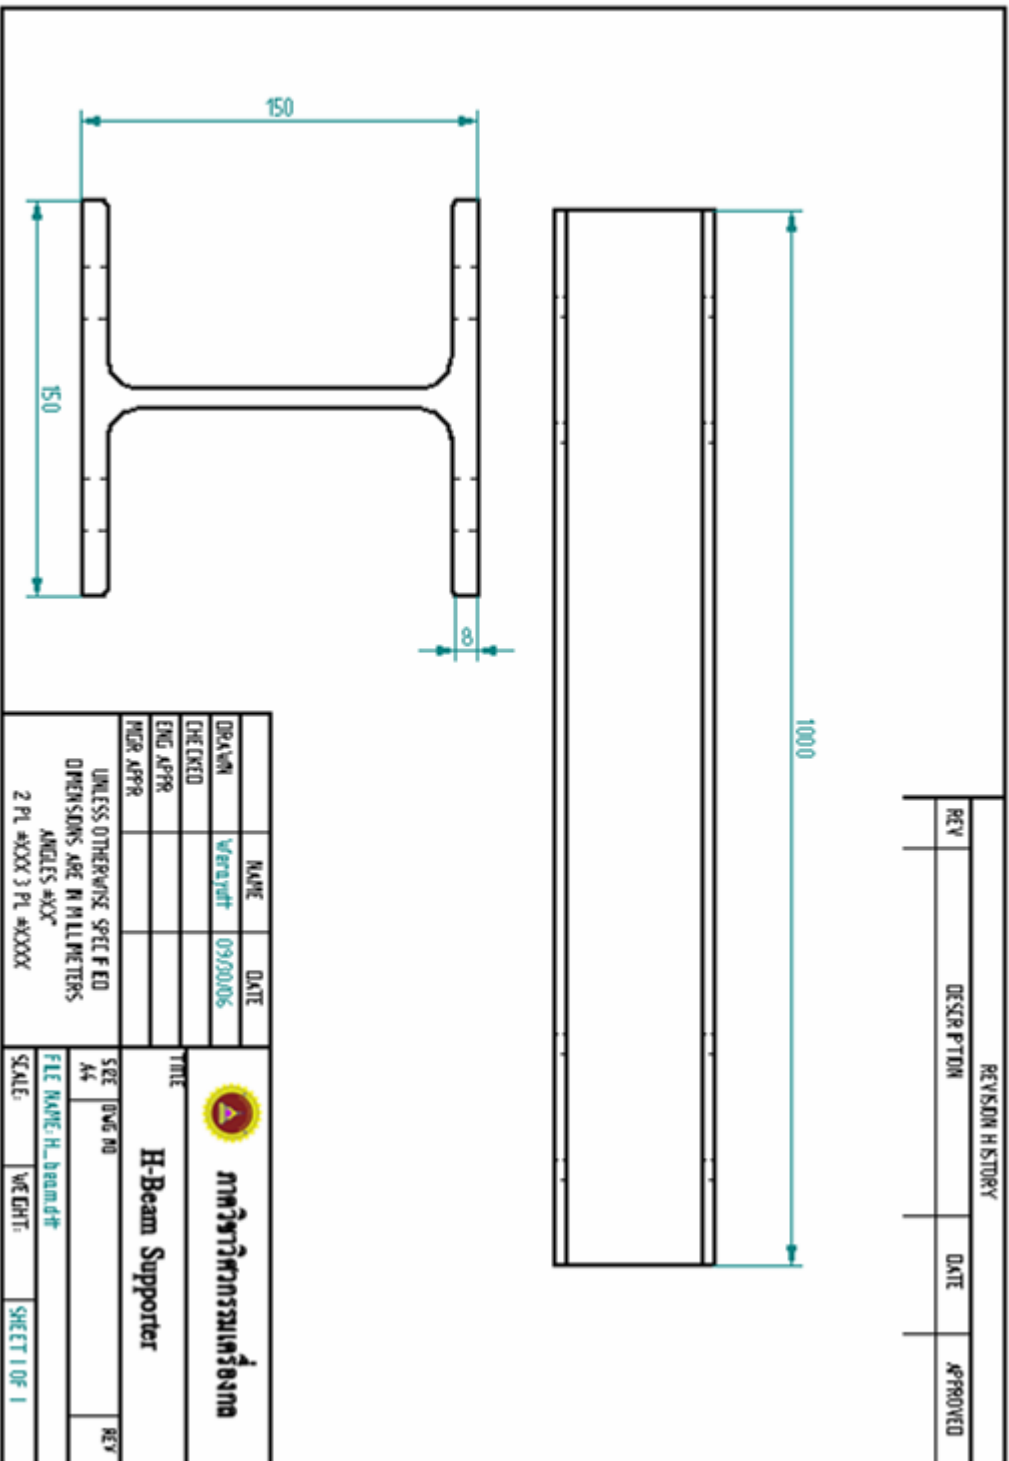 REVISION HISTORY
REV DESCRIPTION DATE APPROVED
1000
150
150
8
NAME DATE
DRAWN Werayutt 09/30/06
CHECKED
ENG APPR
MGR APPR
UNLESS OTHERWISE SPECIFIED
DIMENSIONS ARE IN MILLIMETERS
ANGLES ±X.X°
2 PL ±X.XX 3 PL ±X.XXX
ภาควิชาวิศวกรรมเครื่องกล
TITLE
H-Beam Supporter
SIZE DWG NO REV
A4
FILE NAME: H_beam.dft
SCALE: WEIGHT: SHEET 1 OF 1